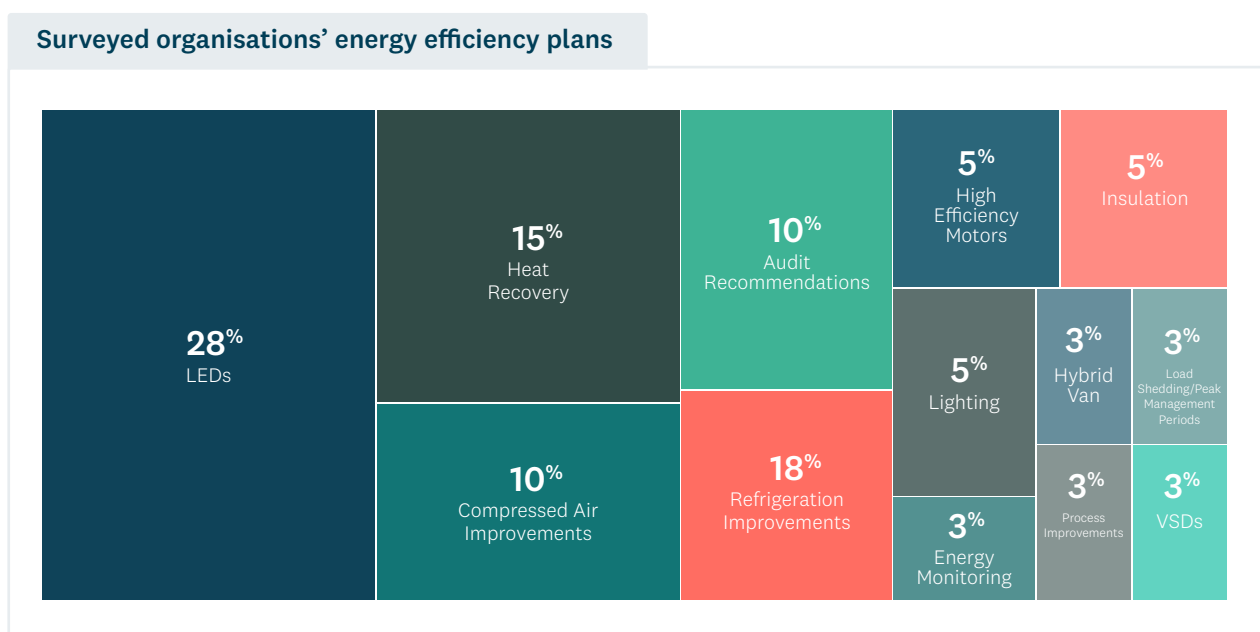 Surveyed organisations’ energy efficiency plans
28%
LEDs
15%
Heat
Recovery
10%
Compressed Air
Improvements
10%
Audit
Recommendations
18%
Refrigeration
Improvements
5%
High
Efficiency
Motors
5%
Insulation
5%
Lighting
3%
Energy
Monitoring
3%
Hybrid
Van
3%
Load
Shedding/Peak
Management
Periods
3%
Process
Improvements
3%
VSDs